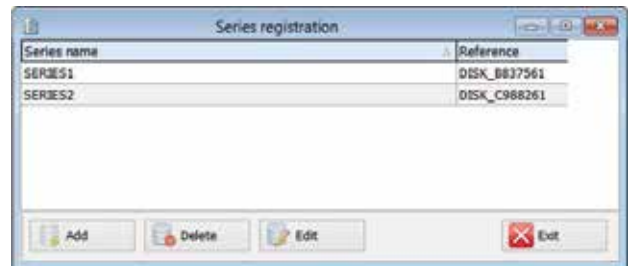 Series registration
Series name Reference
SERIES1 DISK_B837561
SERIES2 DISK_C988261
Add Delete Edit Exit